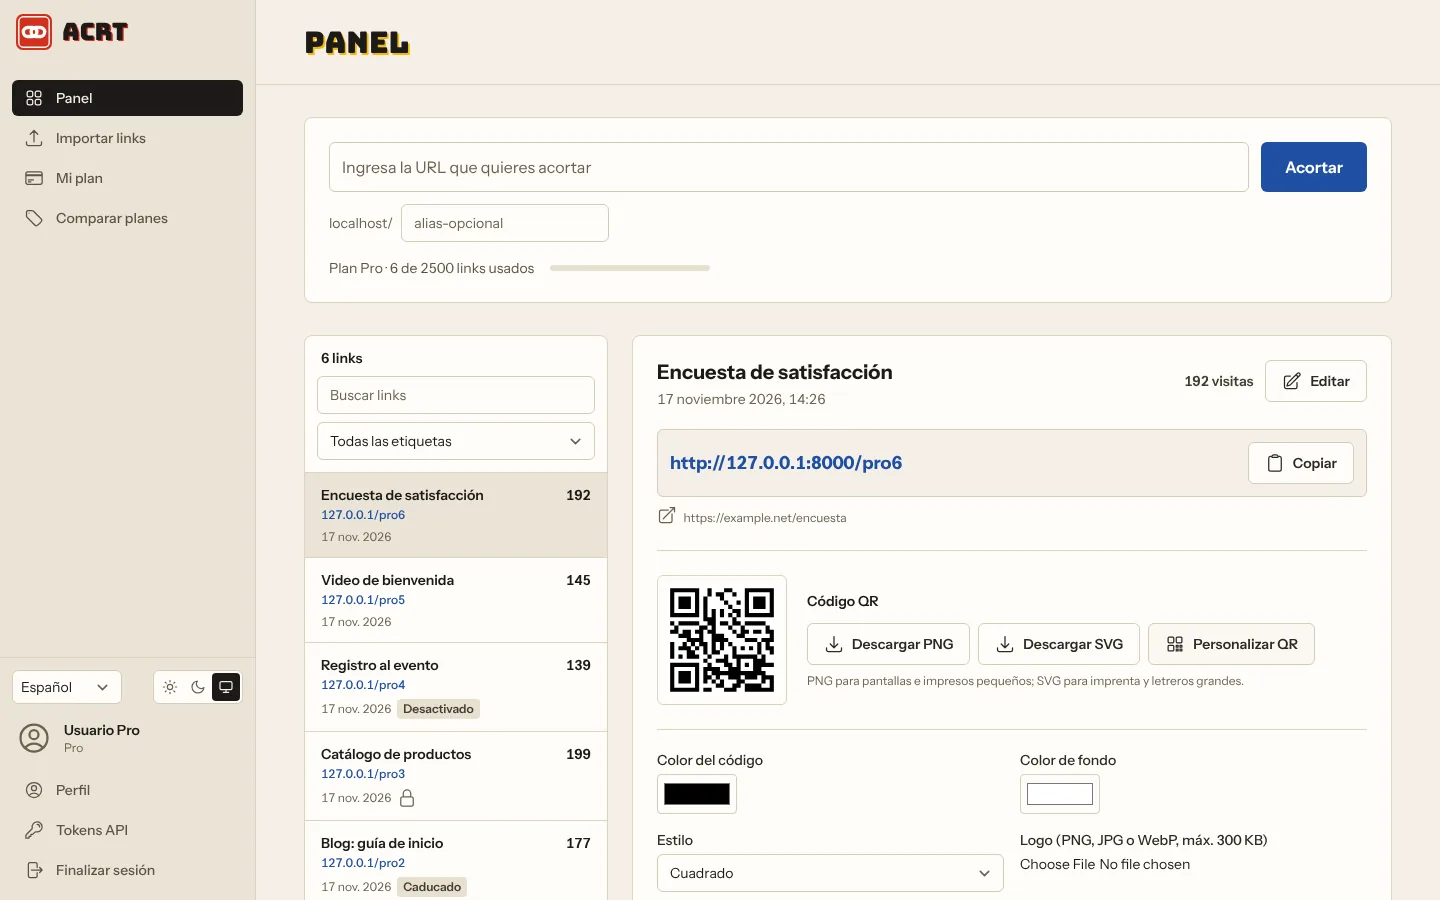 ACRT
Panel
Importar links
Mi plan
Comparar planes
Español
Usuario Pro
Pro
Perfil
Tokens API
Finalizar sesión
PANEL
Ingresa la URL que quieres acortar
Acortar
localhost/
alias-opcional
Plan Pro · 6 de 2500 links usados
6 links
Buscar links
Todas las etiquetas
Encuesta de satisfacción 192
127.0.0.1/pro6
17 nov. 2026
Video de bienvenida 145
127.0.0.1/pro5
17 nov. 2026
Registro al evento 139
127.0.0.1/pro4
17 nov. 2026 Desactivado
Catálogo de productos 199
127.0.0.1/pro3
17 nov. 2026
Blog: guía de inicio 177
127.0.0.1/pro2
17 nov. 2026 Caducado
Encuesta de satisfacción
17 noviembre 2026, 14:26
192 visitas
Editar
http://127.0.0.1:8000/pro6
Copiar
https://example.net/encuesta
Código QR
Descargar PNG
Descargar SVG
Personalizar QR
PNG para pantallas e impresos pequeños; SVG para imprenta y letreros grandes.
Color del código
Color de fondo
Estilo
Cuadrado
Logo (PNG, JPG o WebP, máx. 300 KB)
Choose File No file chosen